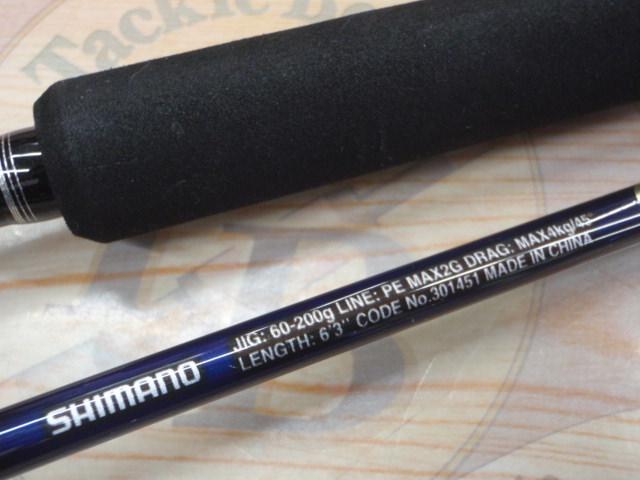 Tackle
SHIMANO
JIG: 60-200g LINE: PE MAX2G DRAG: MAX4kg/45°
LENGTH: 6'3" CODE No.301451 MADE IN CHINA